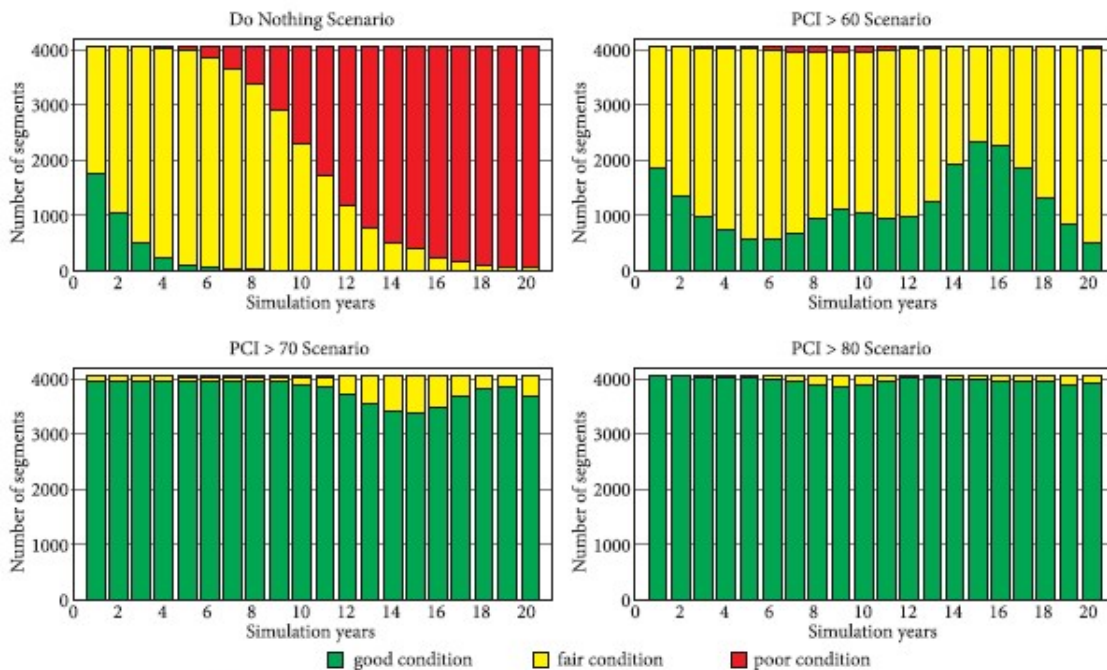 Do Nothing Scenario
PCI > 60 Scenario
Number of segments
4000
3000
2000
1000
0
0 2 4 6 8 10 12 14 16 18 20
Simulation years
Number of segments
4000
3000
2000
1000
0
0 2 4 6 8 10 12 14 16 18 20
Simulation years
PCI > 70 Scenario
PCI > 80 Scenario
Number of segments
4000
3000
2000
1000
0
0 2 4 6 8 10 12 14 16 18 20
Simulation years
Number of segments
4000
3000
2000
1000
0
0 2 4 6 8 10 12 14 16 18 20
Simulation years
good condition fair condition poor condition